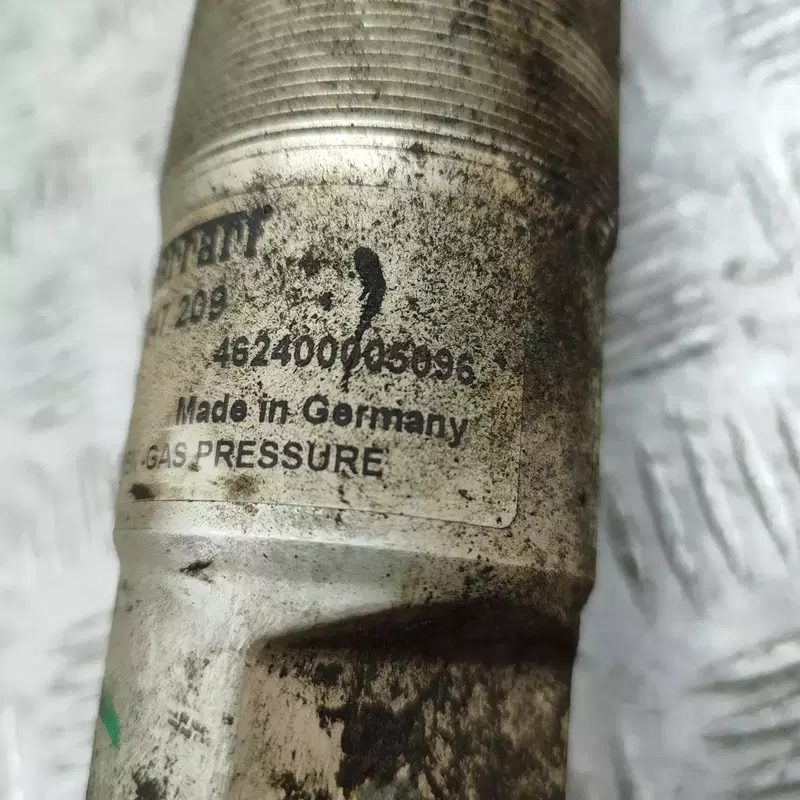 209
462400005096
Made in Germany
GAS PRESSURE